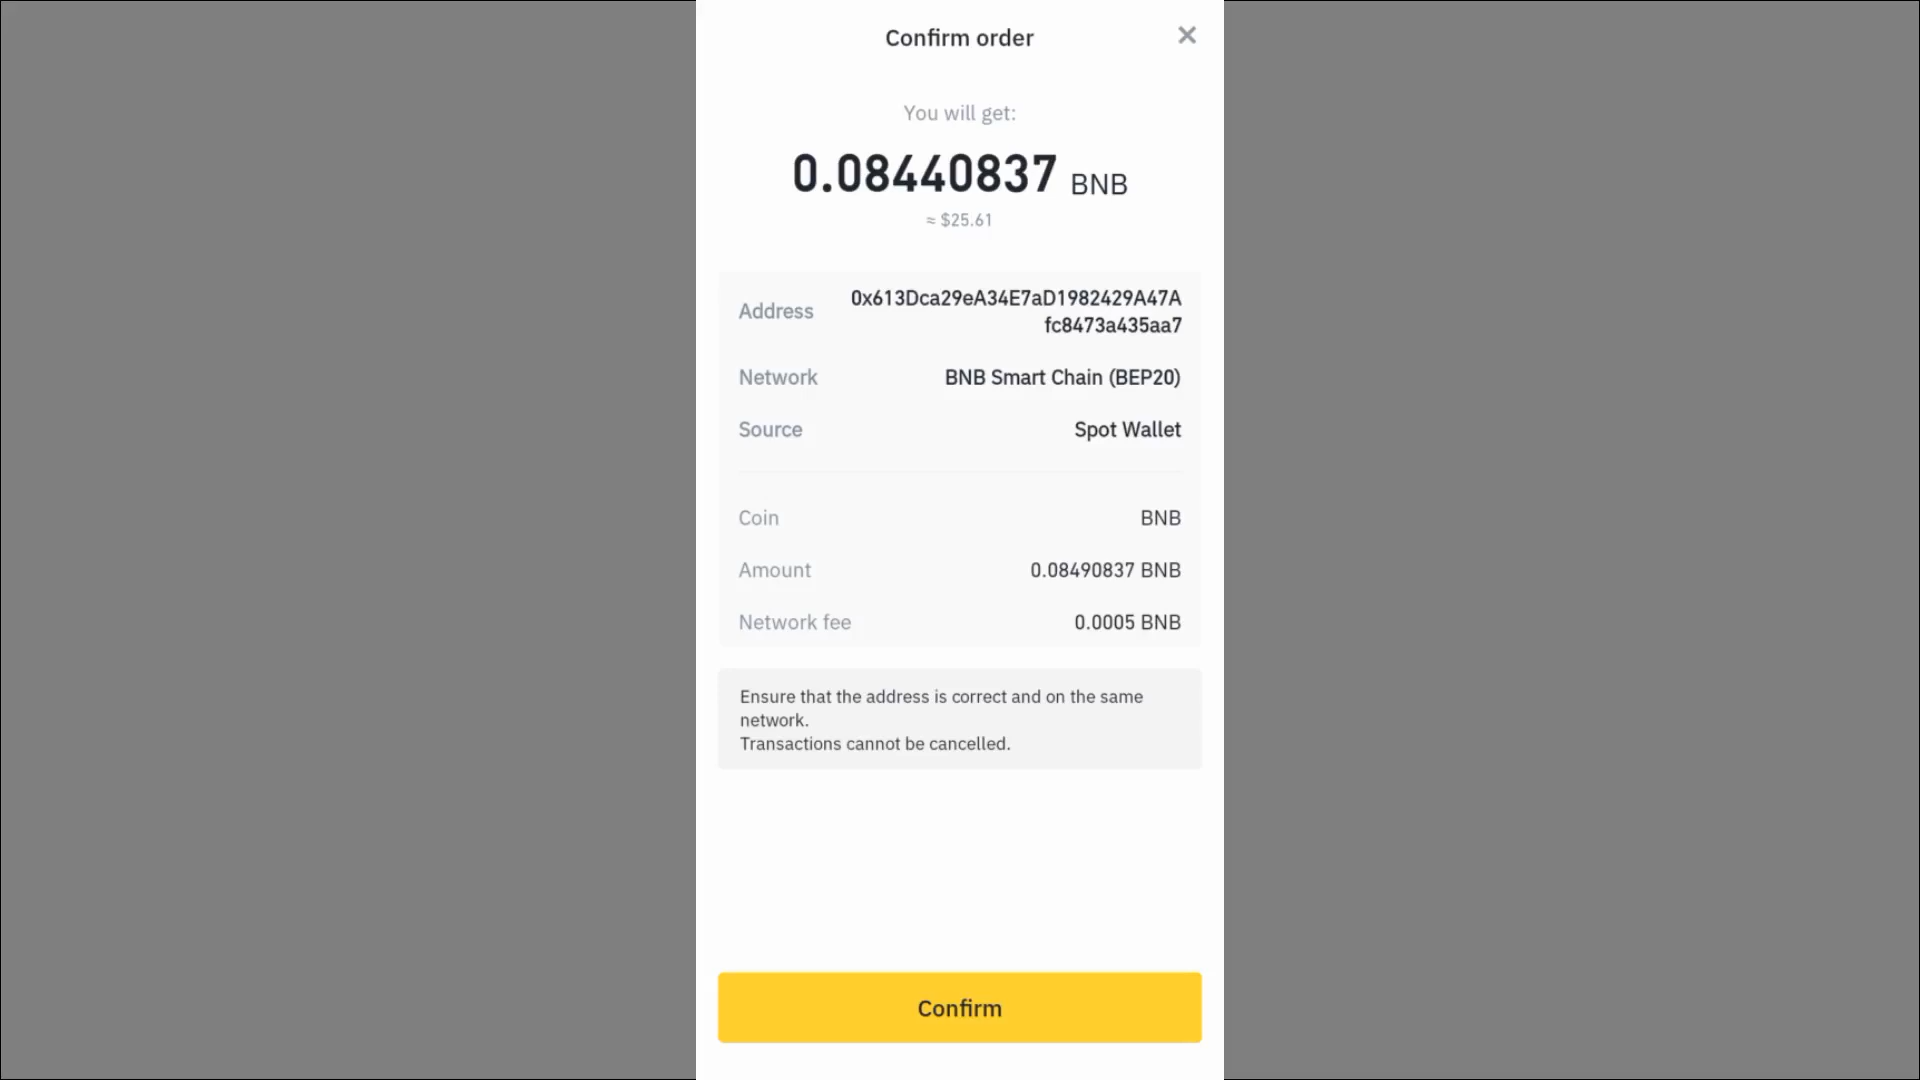 Confirm order
You will get:
0.08440837 BNB
≈ $25.61
Address 0x613Dca29eA34E7aD1982429A47A
fc8473a435aa7
Network BNB Smart Chain (BEP20)
Source Spot Wallet
Coin BNB
Amount 0.08490837 BNB
Network fee 0.0005 BNB
Ensure that the address is correct and on the same
network.
Transactions cannot be cancelled.
Confirm